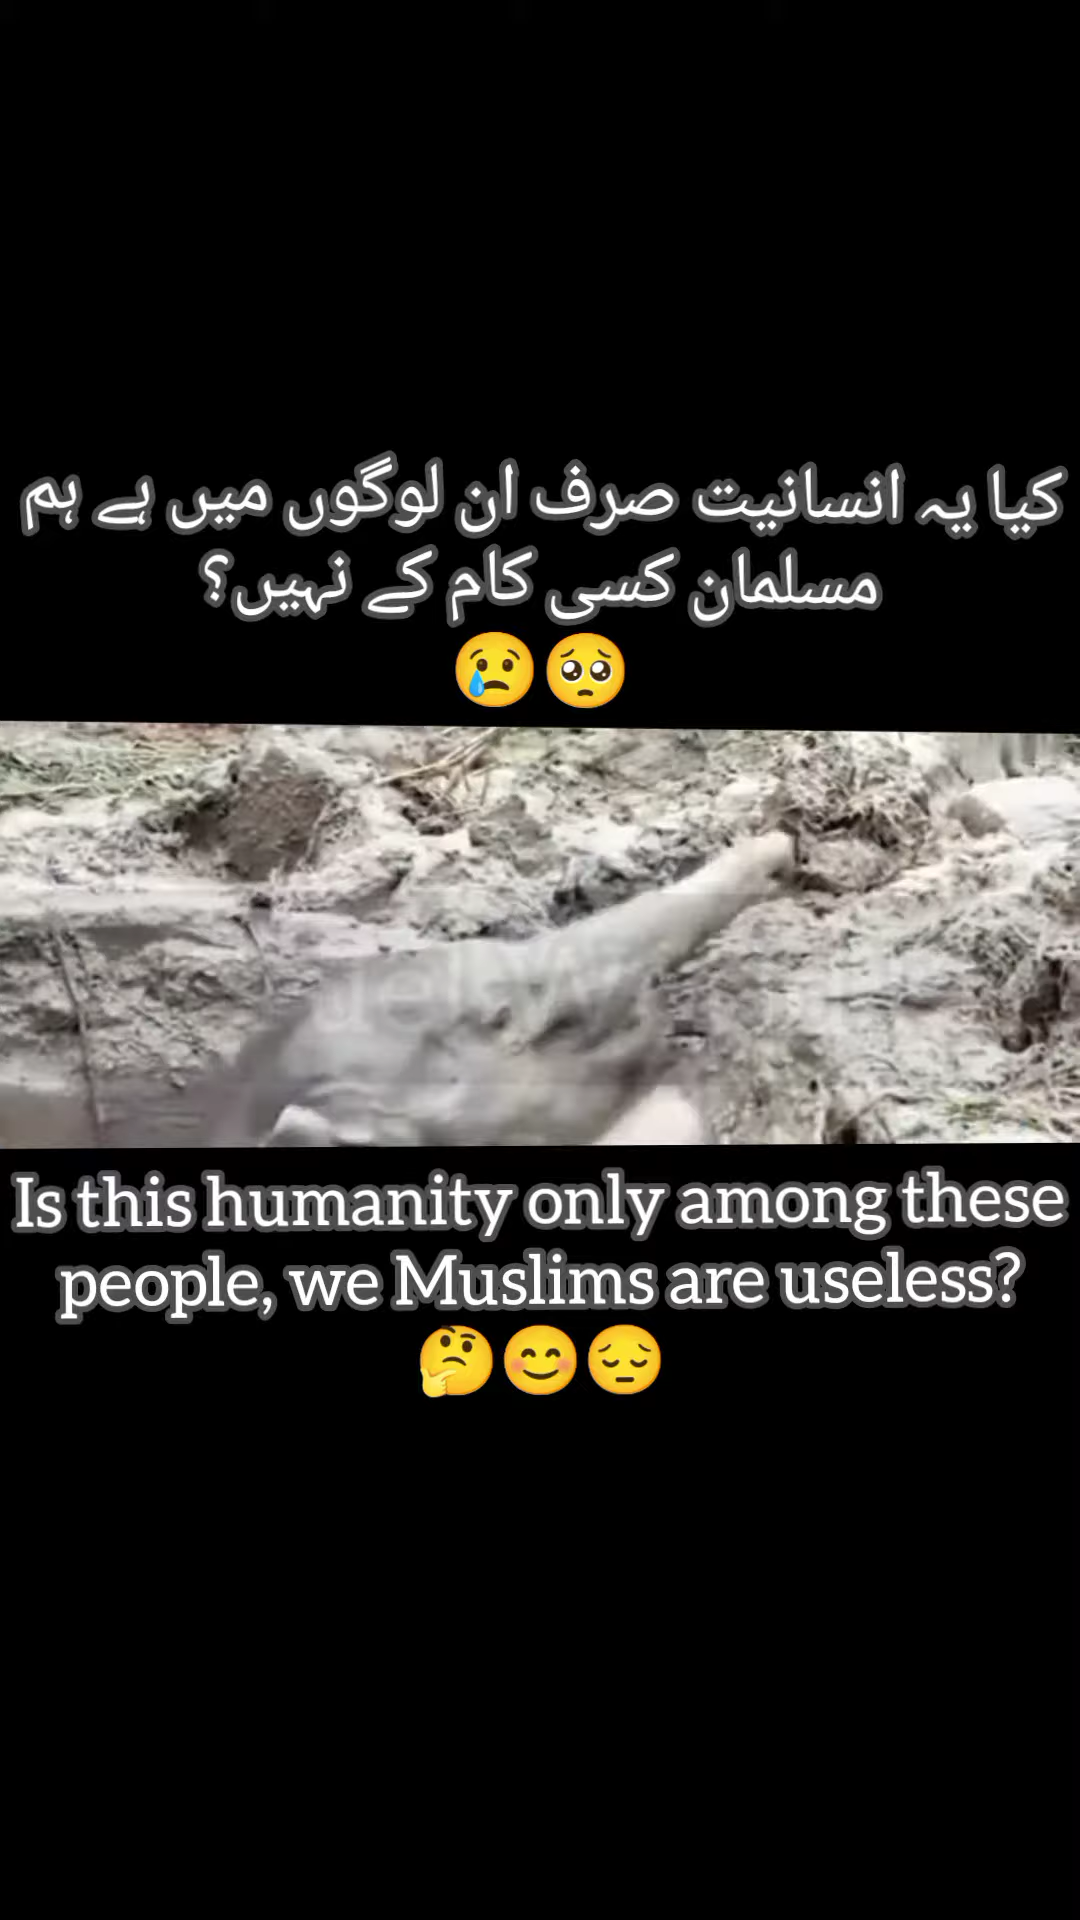 کیا یہ انسانیت صرف ان لوگوں میں ہے ہم
مسلمان کسی کام کے نہیں؟
😢🥺
Is this humanity only among these
people, we Muslims are useless?
🤔😊😔